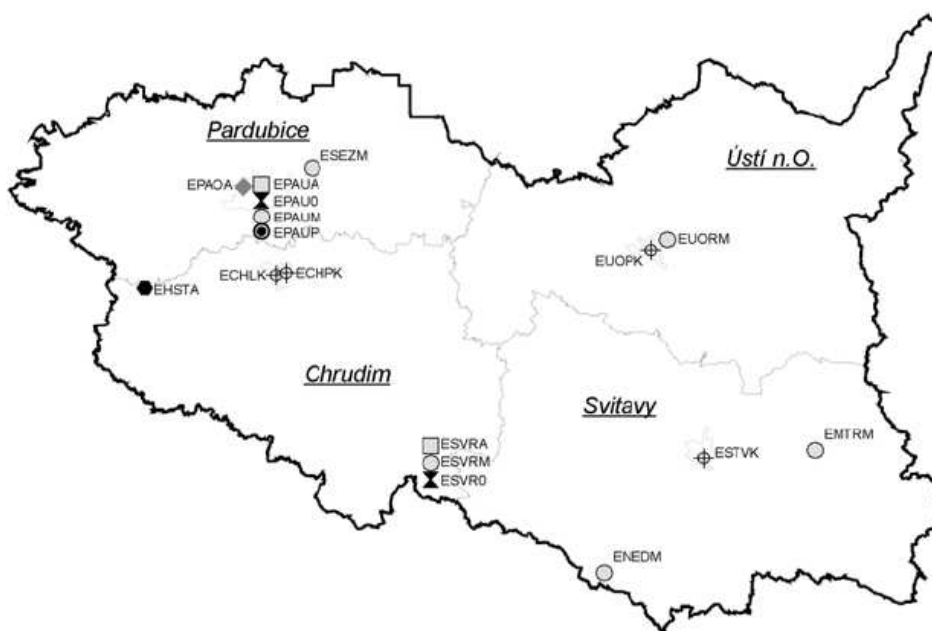 Pardubice
ESEZM
Ústí n.O.
EPAOA
EPAUA
EPAU0
EPAUM
EPAUP
EUORM
EUOPK
ECHLK
ECHPK
EHSTA
Chrudim
Svitavy
ESVRA
ESVRM
ESVR0
ESTVK
EMTRM
ENEDM